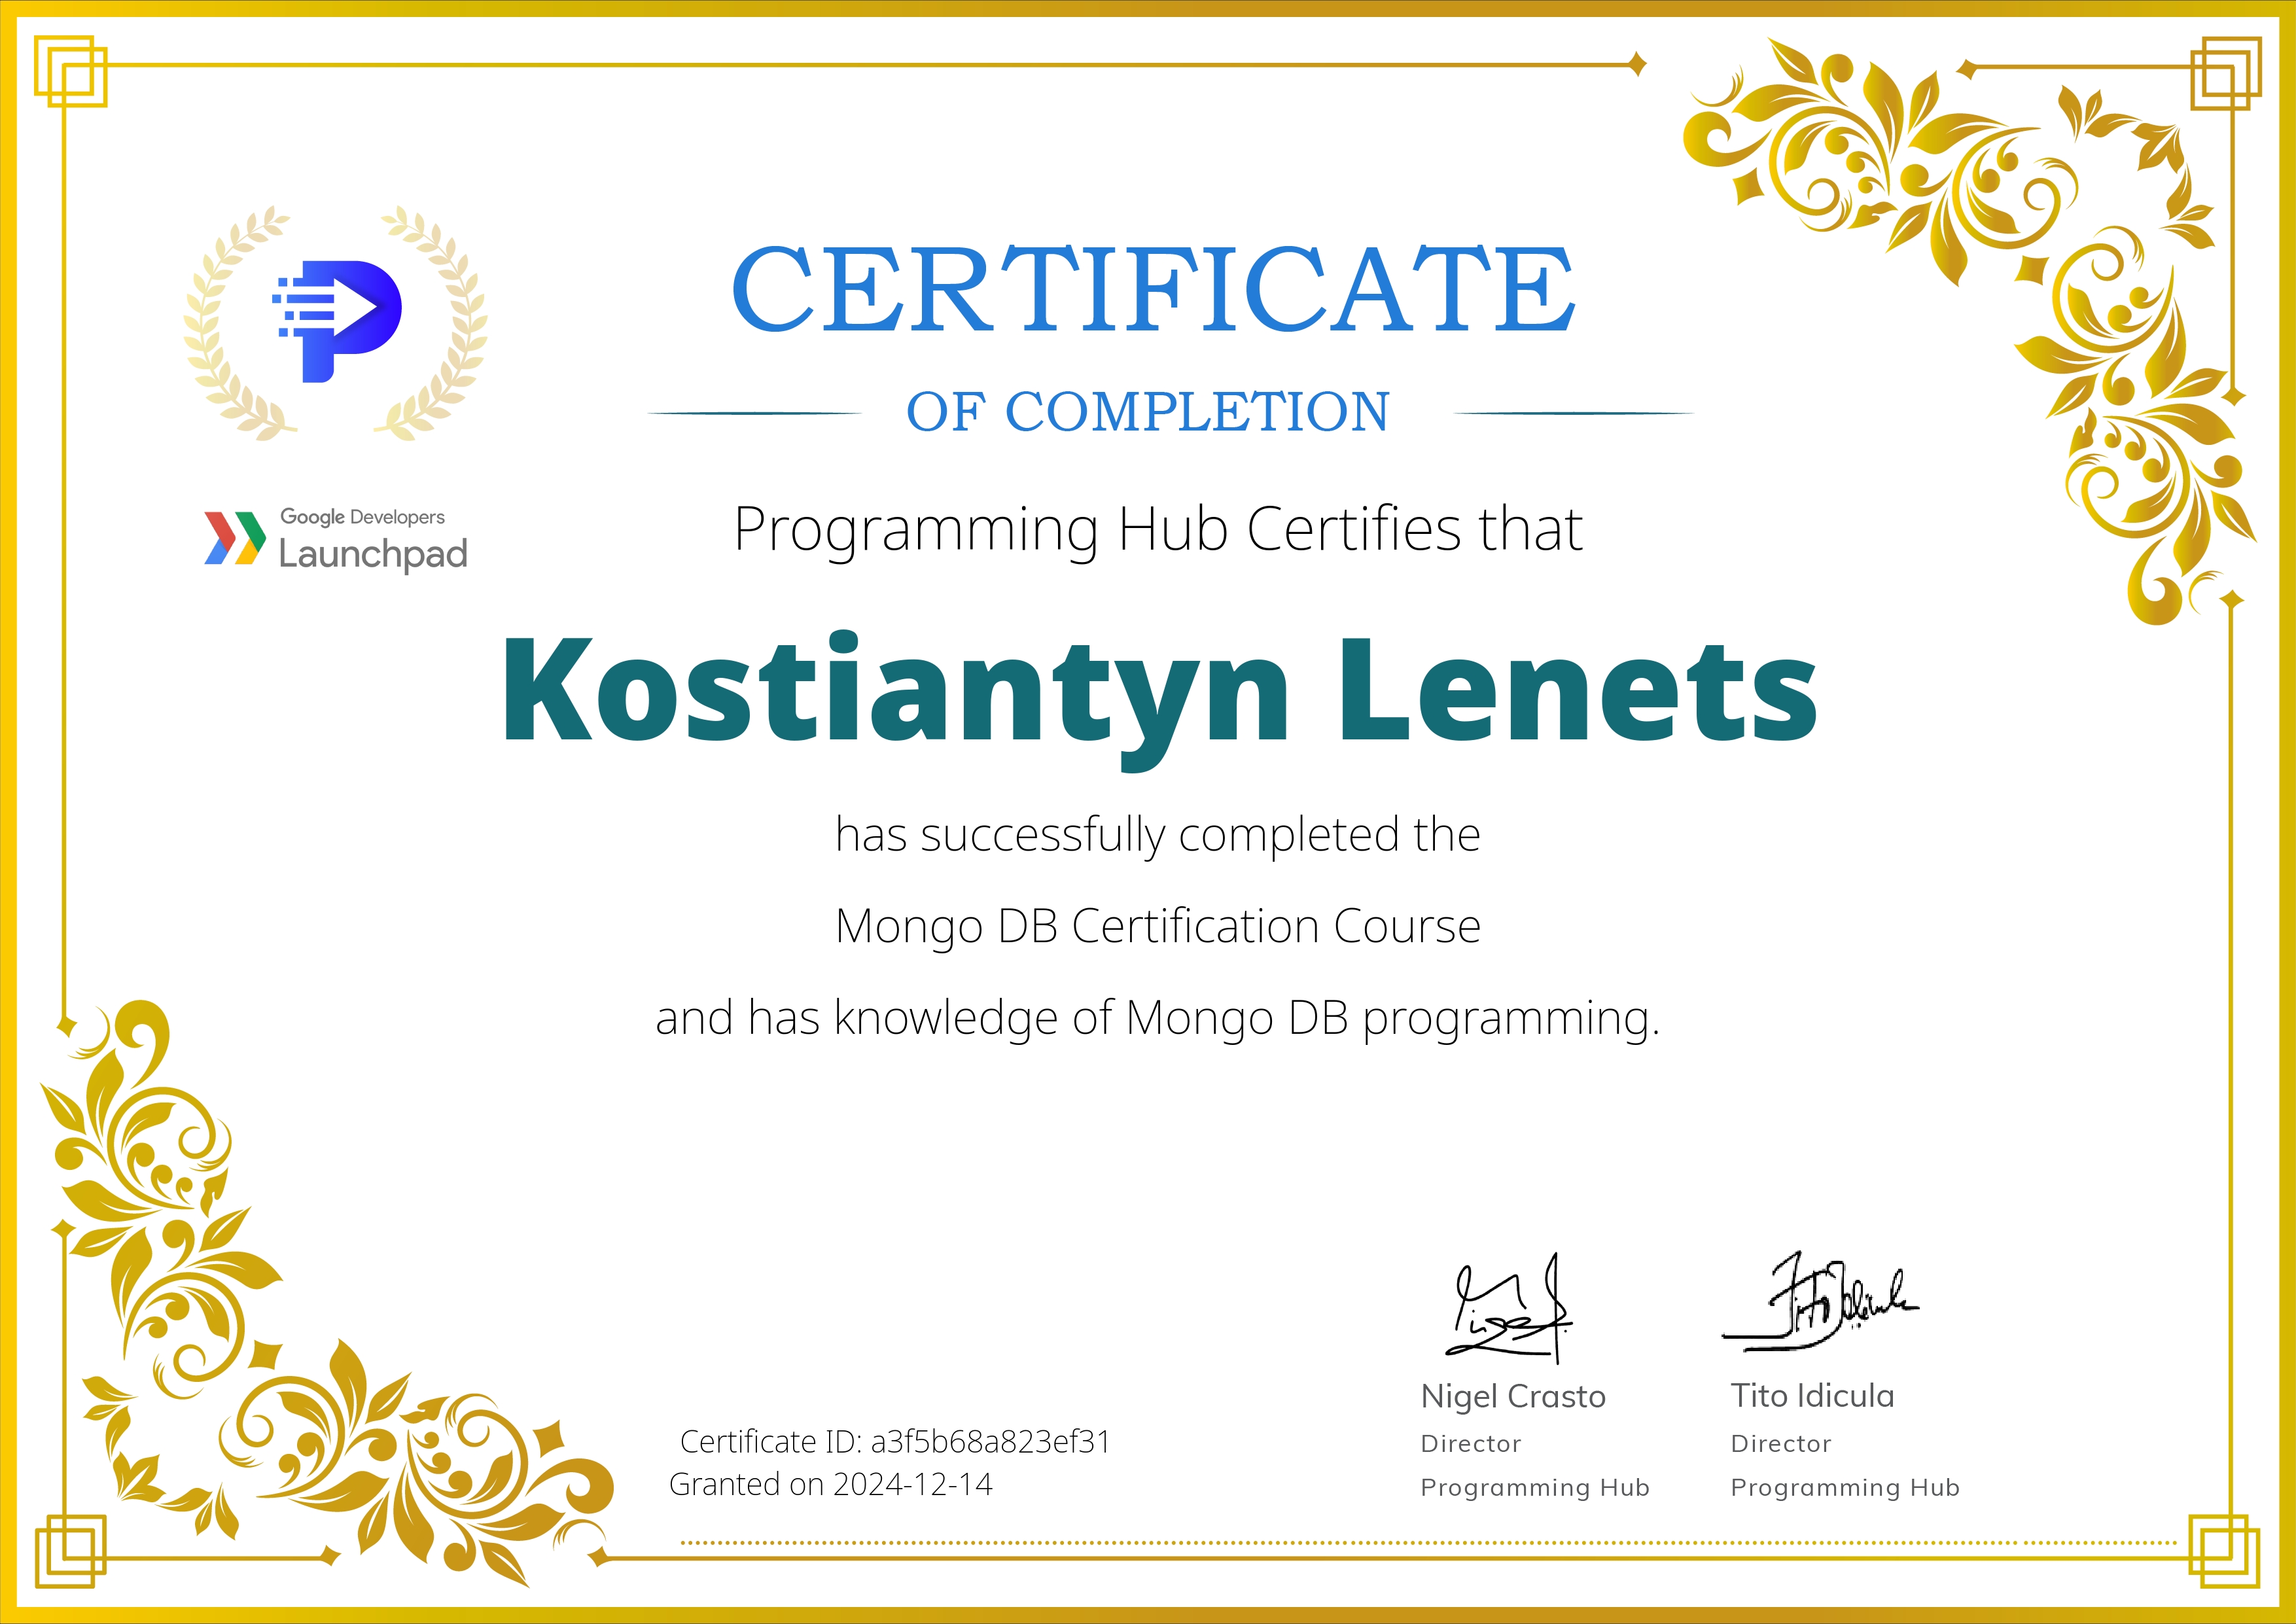 CERTIFICATE
OF COMPLETION
Google Developers
Launchpad
Programming Hub Certifies that
Kostiantyn Lenets
has successfully completed the
Mongo DB Certification Course
and has knowledge of Mongo DB programming.
Certificate ID: a3f5b68a823ef31
Granted on 2024-12-14
Nigel Crasto
Director
Programming Hub
Tito Idicula
Tito Idicula
Director
Programming Hub